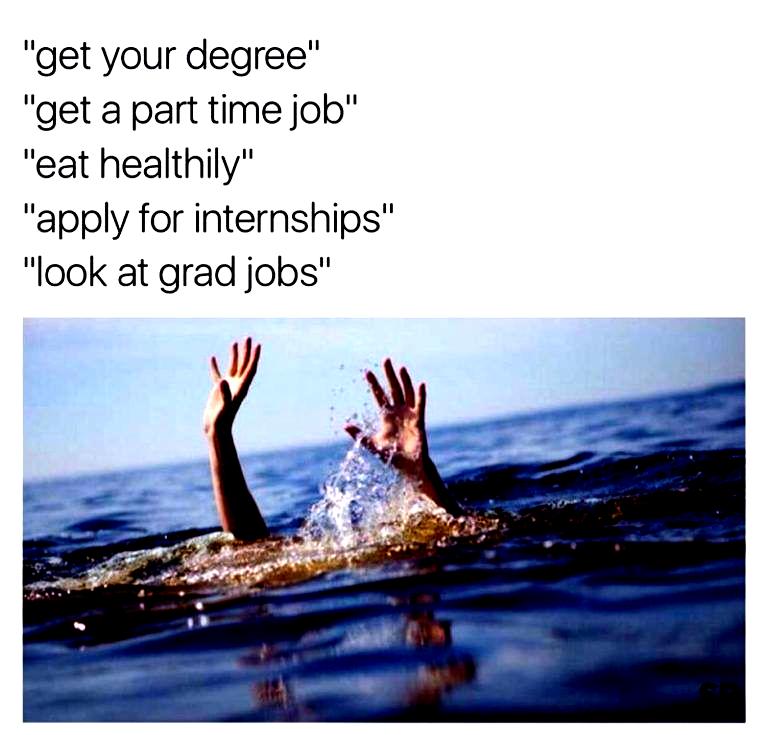 "get your degree"
"get a part time job"
"eat healthily"
"apply for internships"
"look at grad jobs"